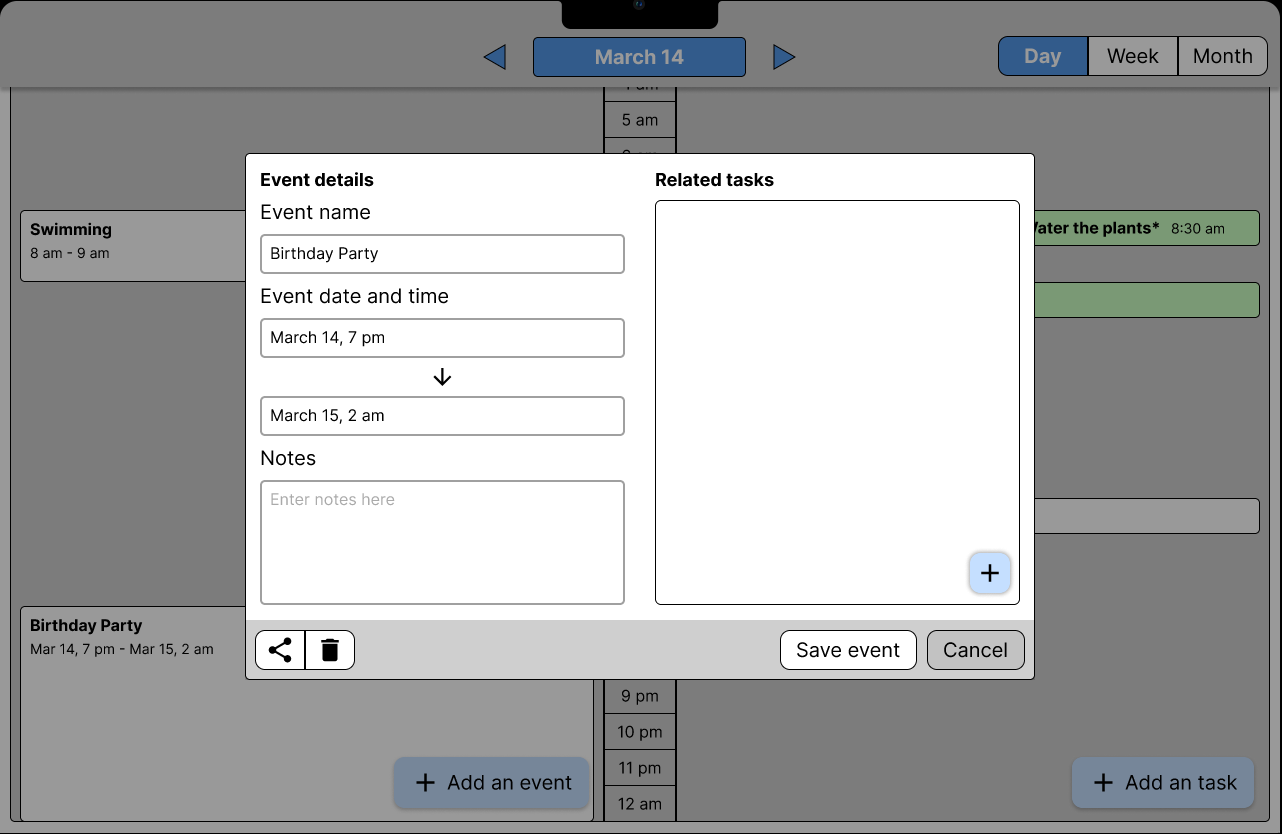 March 14
Day
Week
Month
5 am
Swimming
8 am - 9 am
Event details
Event name
Birthday Party
Event date and time
March 14, 7 pm
March 15, 2 am
Notes
Enter notes here
Related tasks
+
Save event
Cancel
Water the plants* 8:30 am
Birthday Party
Mar 14, 7 pm - Mar 15, 2 am
9 pm
10 pm
11 pm
12 am
+ Add an event
+ Add an task